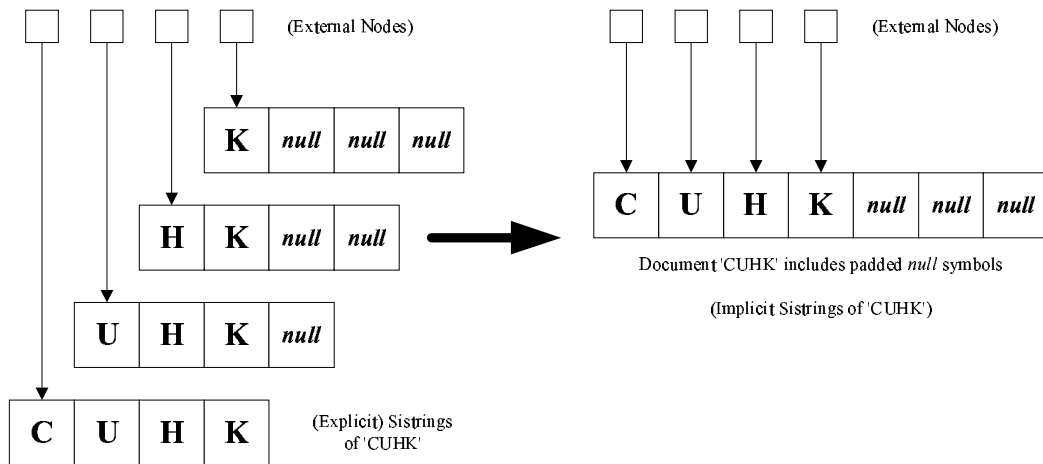 (External Nodes)
K null null null
H K null null
U H K null
C U H K
(Explicit) Sistrings
of 'CUHK'
(External Nodes)
C U H K null null null
Document 'CUHK' includes padded null symbols
(Implicit Sistrings of 'CUHK')